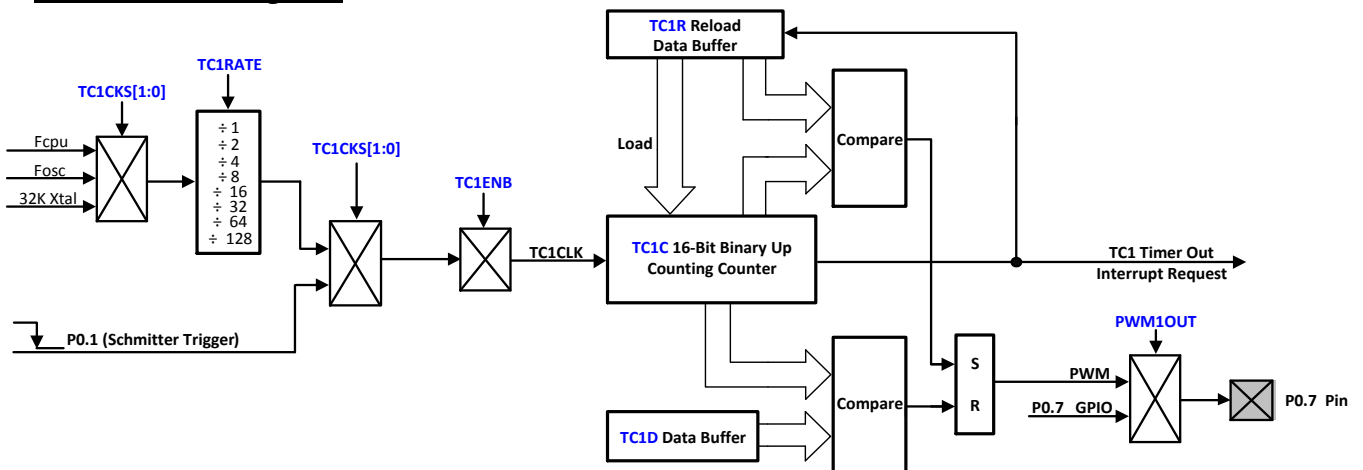 TC1R Reload
Data Buffer
TC1RATE
TC1CKS[1:0]
÷ 1
÷ 2
÷ 4
÷ 8
÷ 16
÷ 32
÷ 64
÷ 128
Fcpu
Fosc
32K Xtal
TC1CKS[1:0]
TC1ENB
Load
Compare
TC1CLK
TC1C 16-Bit Binary Up
Counting Counter
TC1 Timer Out
Interrupt Request
P0.1 (Schmitter Trigger)
PWM1OUT
S
R
PWM
P0.7 GPIO
P0.7 Pin
Compare
TC1D Data Buffer